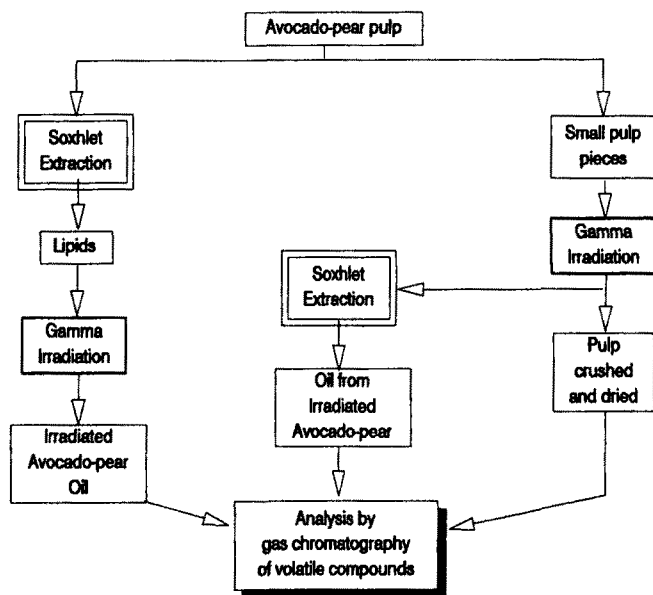 Avocado-pear pulp
Soxhlet
Extraction
Lipids
Gamma
Irradiation
Irradiated
Avocado-pear
Oil
Soxhlet
Extraction
Oil from
Irradiated
Avocado-pear
Small pulp
pieces
Gamma
Irradiation
Pulp
crushed
and dried
Analysis by
gas chromatography
of volatile compounds